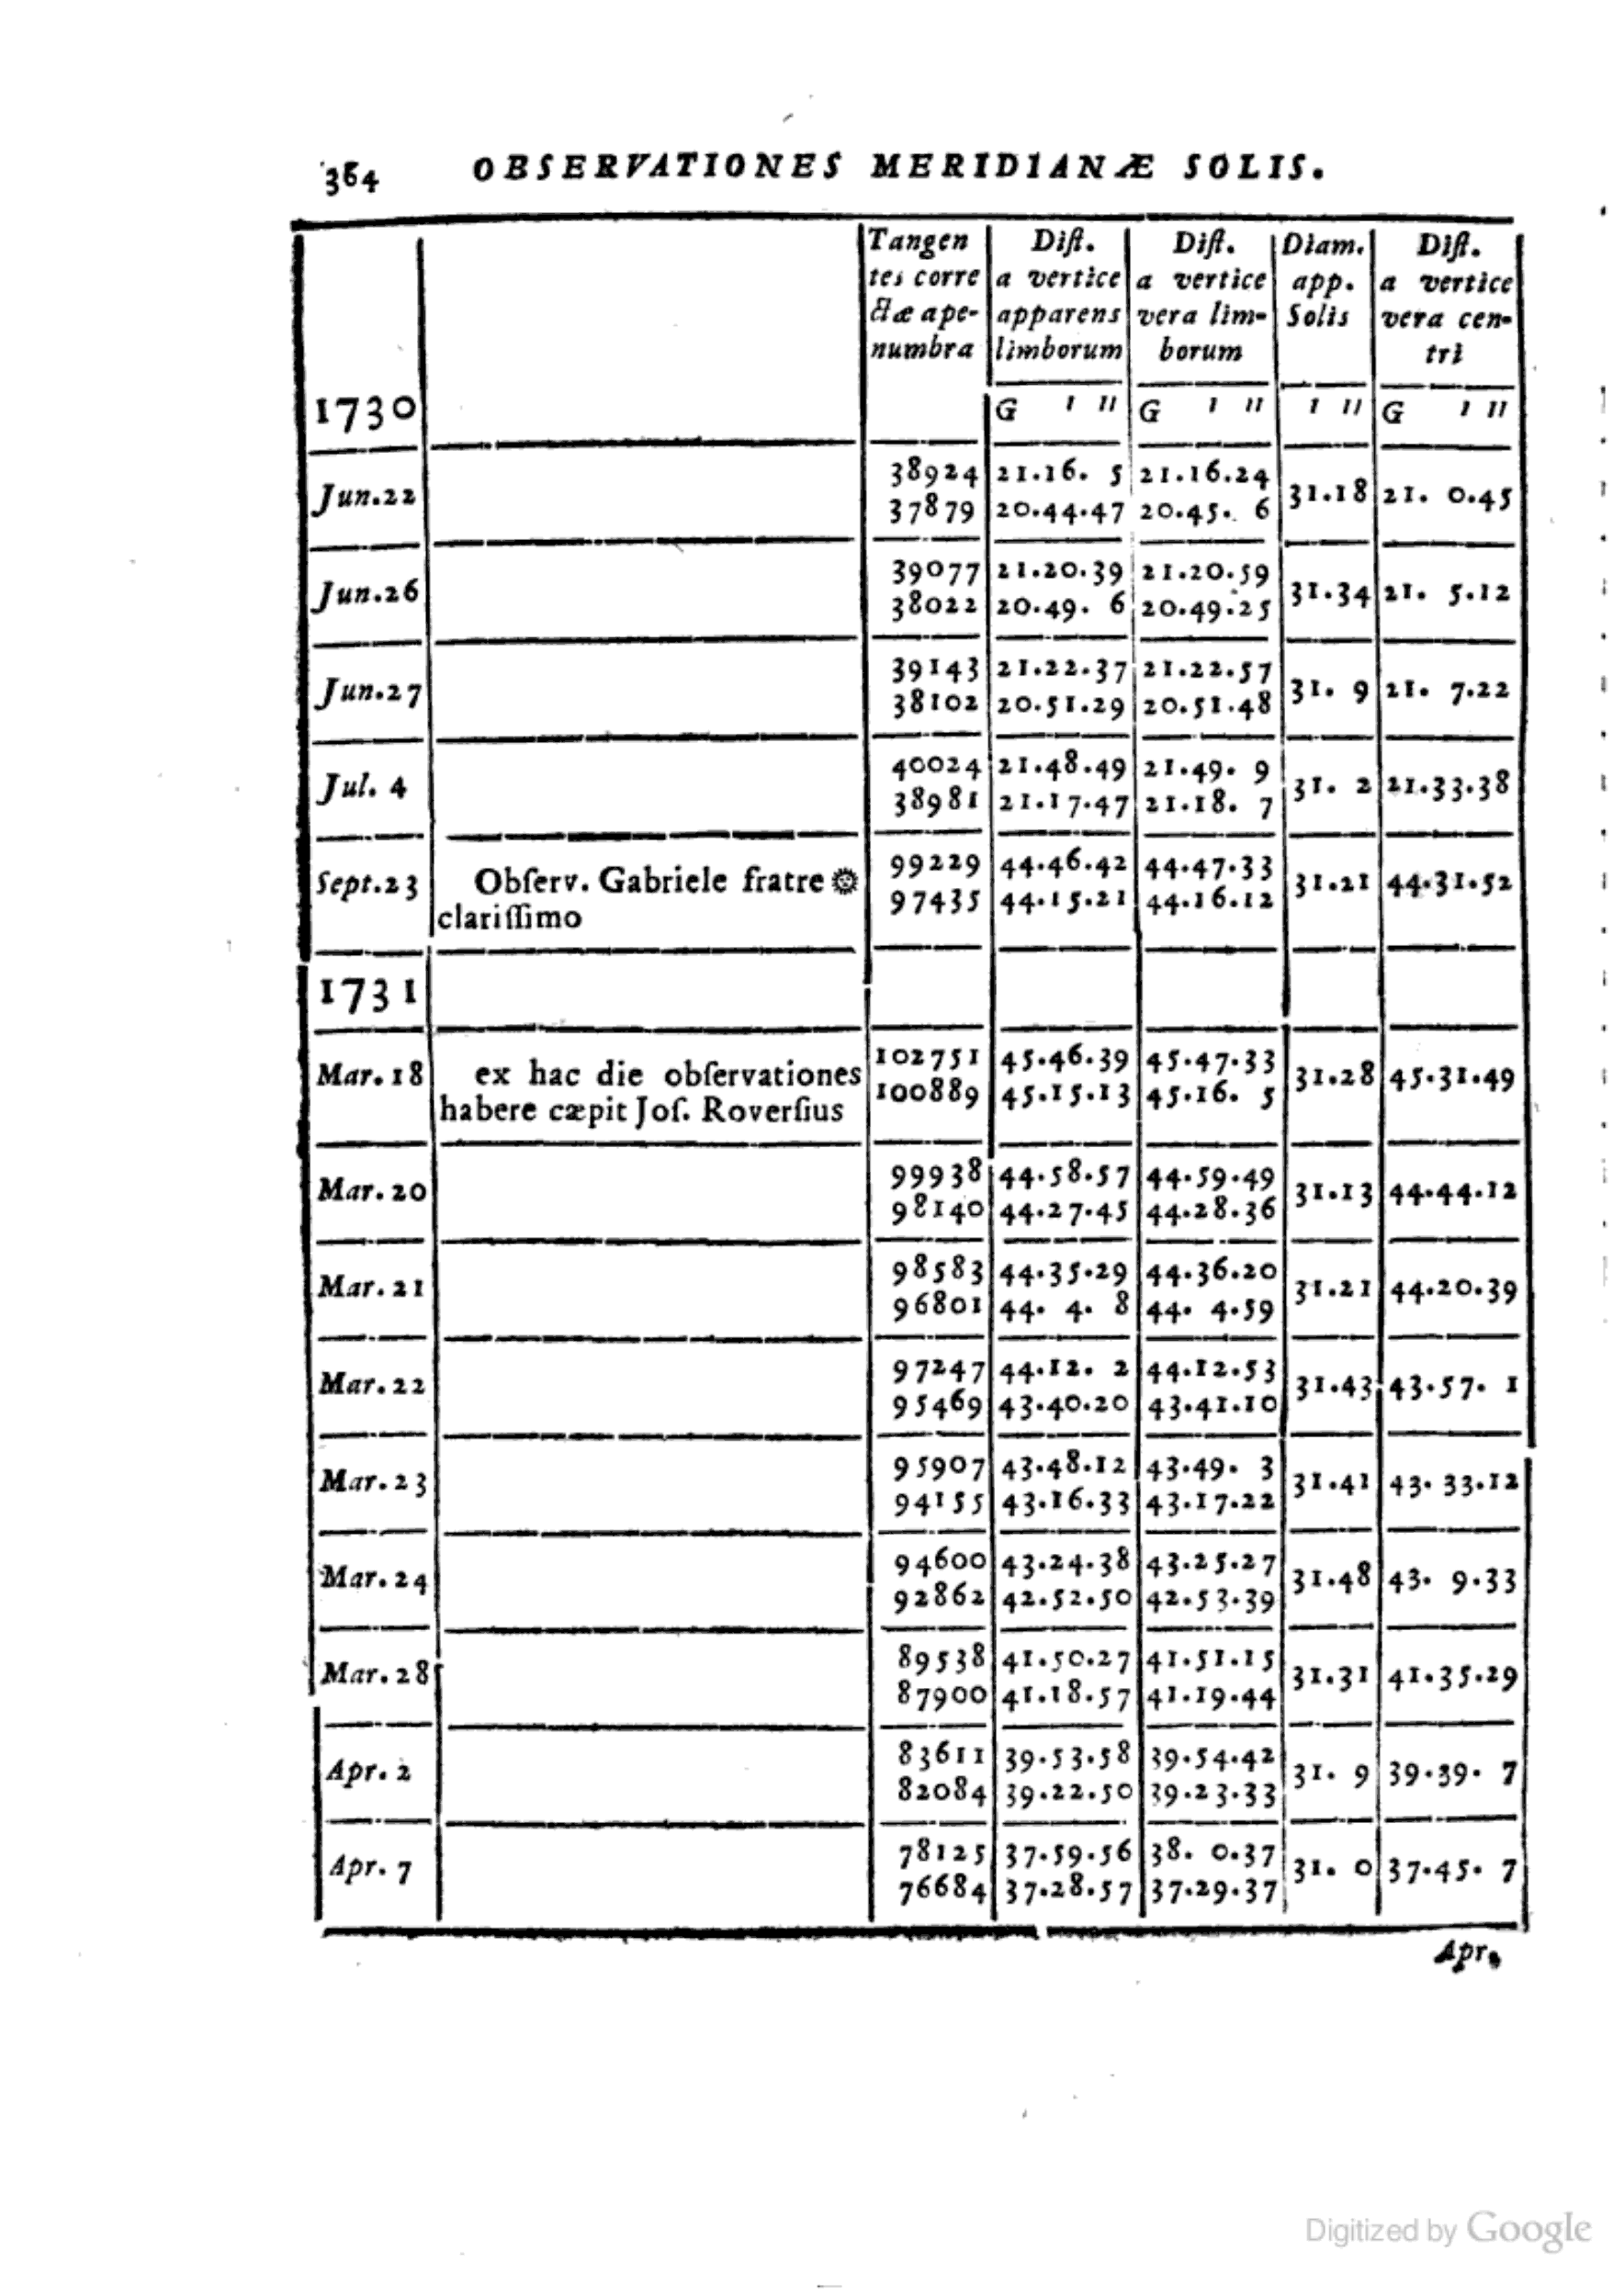 364 OBSERVATIONES MERIDIANÆ SOLIS.
Tangen Diſt. Diſt. Diam. Diſt.
tes corre a vertice a vertice app. a vertice
ctæ ape- apparens vera lim- Solis vera cen-
numbra limborum borum tri
1730 G ı ıı G ı ıı ı ıı G ı ıı
38924 21.16. 5 21.16.24
Jun.22 31.18 21. 0.45
37879 20.44.47 20.45. 6
39077 21.20.39 21.20.59
Jun.26 31.34 21. 5.12
38022 20.49. 6 20.49.25
39143 21.22.37 21.22.57
Jun.27 31. 9 21. 7.22
38102 20.51.29 20.51.48
40024 21.48.49 21.49. 9
Jul. 4 31. 2 21.33.38
38981 21.17.47 21.18. 7
99229 44.46.42 44.47.33
Sept.23 Obſerv. Gabriele fratre 31.21 44.31.52
clariſſimo 97435 44.15.21 44.16.12
1731
102751 45.46.39 45.47.33
Mar. 18 ex hac die obſervationes 31.28 45.31.49
habere cæpit Joſ. Roverſius 100889 45.15.13 45.16. 5
99938 44.58.57 44.59.49
Mar. 20 31.13 44.44.12
98140 44.27.45 44.28.36
98583 44.35.29 44.36.20
Mar. 21 31.21 44.20.39
96801 44. 4. 8 44. 4.59
97247 44.12. 2 44.12.53
Mar. 22 31.43 43.57. 1
95469 43.40.20 43.41.10
95907 43.48.12 43.49. 3
Mar. 23 31.41 43. 33.12
94155 43.16.33 43.17.22
94600 43.24.38 43.25.27
Mar. 24 31.48 43. 9.33
92862 42.52.50 42.53.39
89538 41.50.27 41.51.15
Mar. 28 31.31 41.35.29
87900 41.18.57 41.19.44
83611 39.53.58 39.54.42
Apr. 2 31. 9 39.39. 7
82084 39.22.50 39.23.33
78125 37.59.56 38. 0.37
Apr. 7 31. 0 37.45. 7
76684 37.28.57 37.29.37
Apr.
Digitized by Google